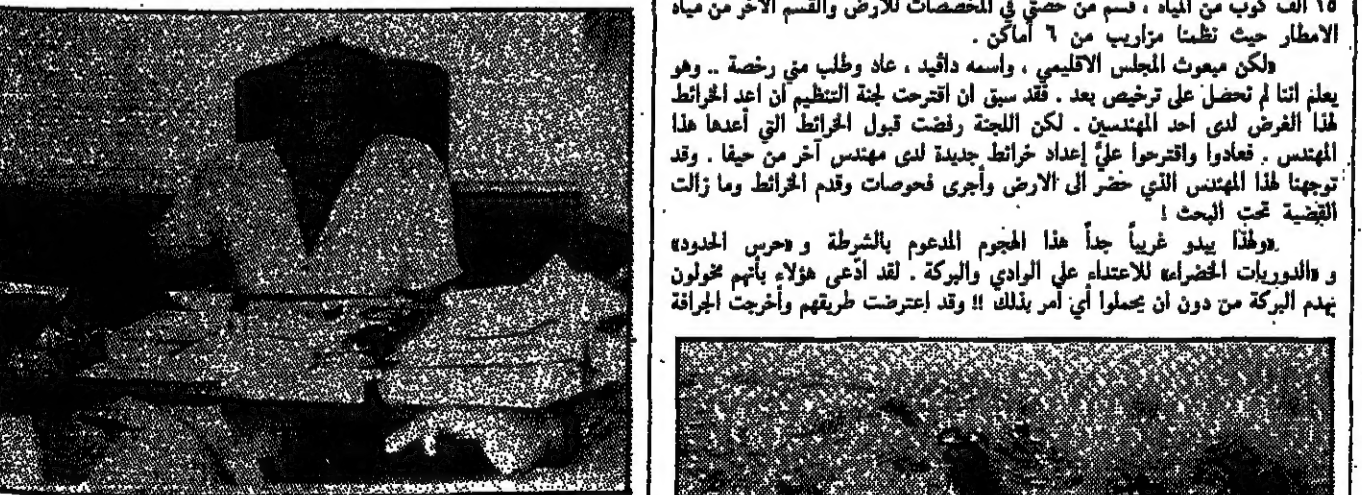 ١٥ الف كوب من المياه ، قسم من حصتي في المخصصات للأرض والقسم الآخر من مياه
الامطار حيث نظمنا مزاريب من ٦ أماكن .
«لكن مبعوث المجلس الاقليمي ، واسمه داڤيد ، عاد وطلب مني رخصة .. وهو
يعلم اننا لم نحصل على ترخيص بعد . فقد سبق ان اقترحت لجنة التنظيم ان اعد الخرائط
لهذا الغرض لدى احد المهندسين . لكن اللجنة رفضت قبول الخرائط التي أعدها هذا
المهندس . فعادوا واقترحوا عليَّ إعداد خرائط جديدة لدى مهندس آخر من حيفا . وقد
توجهنا لهذا المهندس الذي حضر الى الارض وأجرى فحوصات وقدم الخرائط وما زالت
القضية تحت البحث !
«ولهذا يبدو غريباً جداً هذا الهجوم المدعوم بالشرطة و «حرس الحدود»
و «الدوريات الخضراء» للاعتداء على الوادي والبركة . لقد ادّعى هؤلاء بأنهم مخولون
بهدم البركة من دون ان يحملوا أي أمر بذلك !! وقد إعترضت طريقهم وأخرجت الجرافة